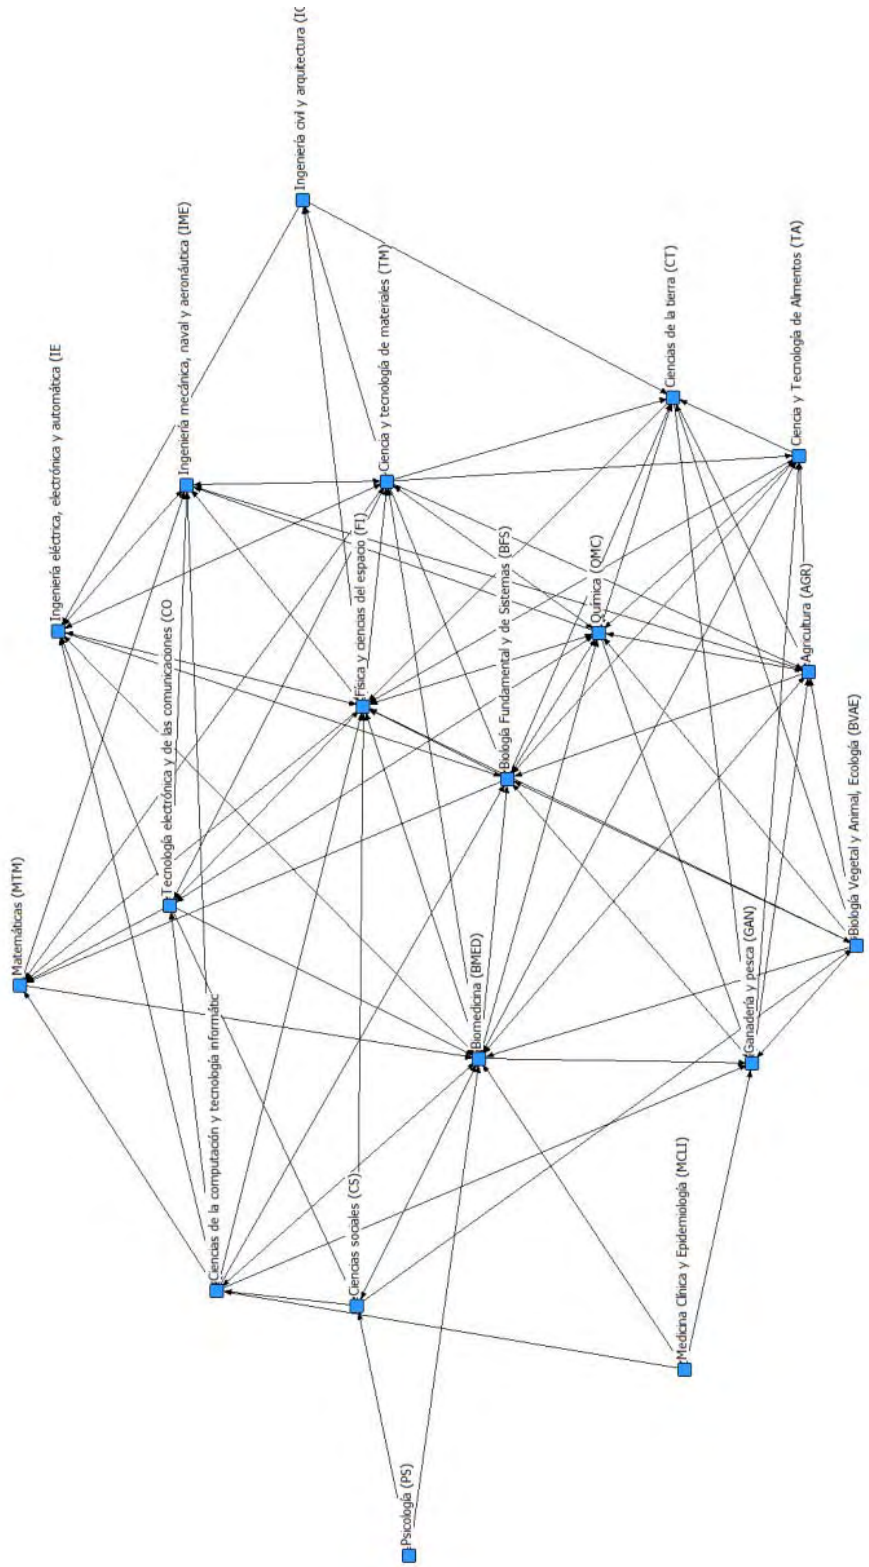 Matemáticas (MTM)
Ingeniería eléctrica, electrónica y automática (IE
Ingeniería mecánica, naval y aeronáutica (IME)
Ingeniería civil y arquitectura (IC
Tecnología electrónica y de las comunicaciones (CO
Ciencias de la computación y tecnología informátic
Física y ciencias del espacio (FI)
Ciencia y tecnología de materiales (TM)
Ciencias sociales (CS)
Psicología (PS)
Biomedicina (BMED)
Biología Fundamental y de Sistemas (BFS)
Química (QMC)
Ciencias de la tierra (CT)
Medicina Clínica y Epidemiología (MCLI)
Ganadería y pesca (GAN)
Agricultura (AGR)
Ciencia y Tecnología de Alimentos (TA)
Biología Vegetal y Animal, Ecología (BVAE)